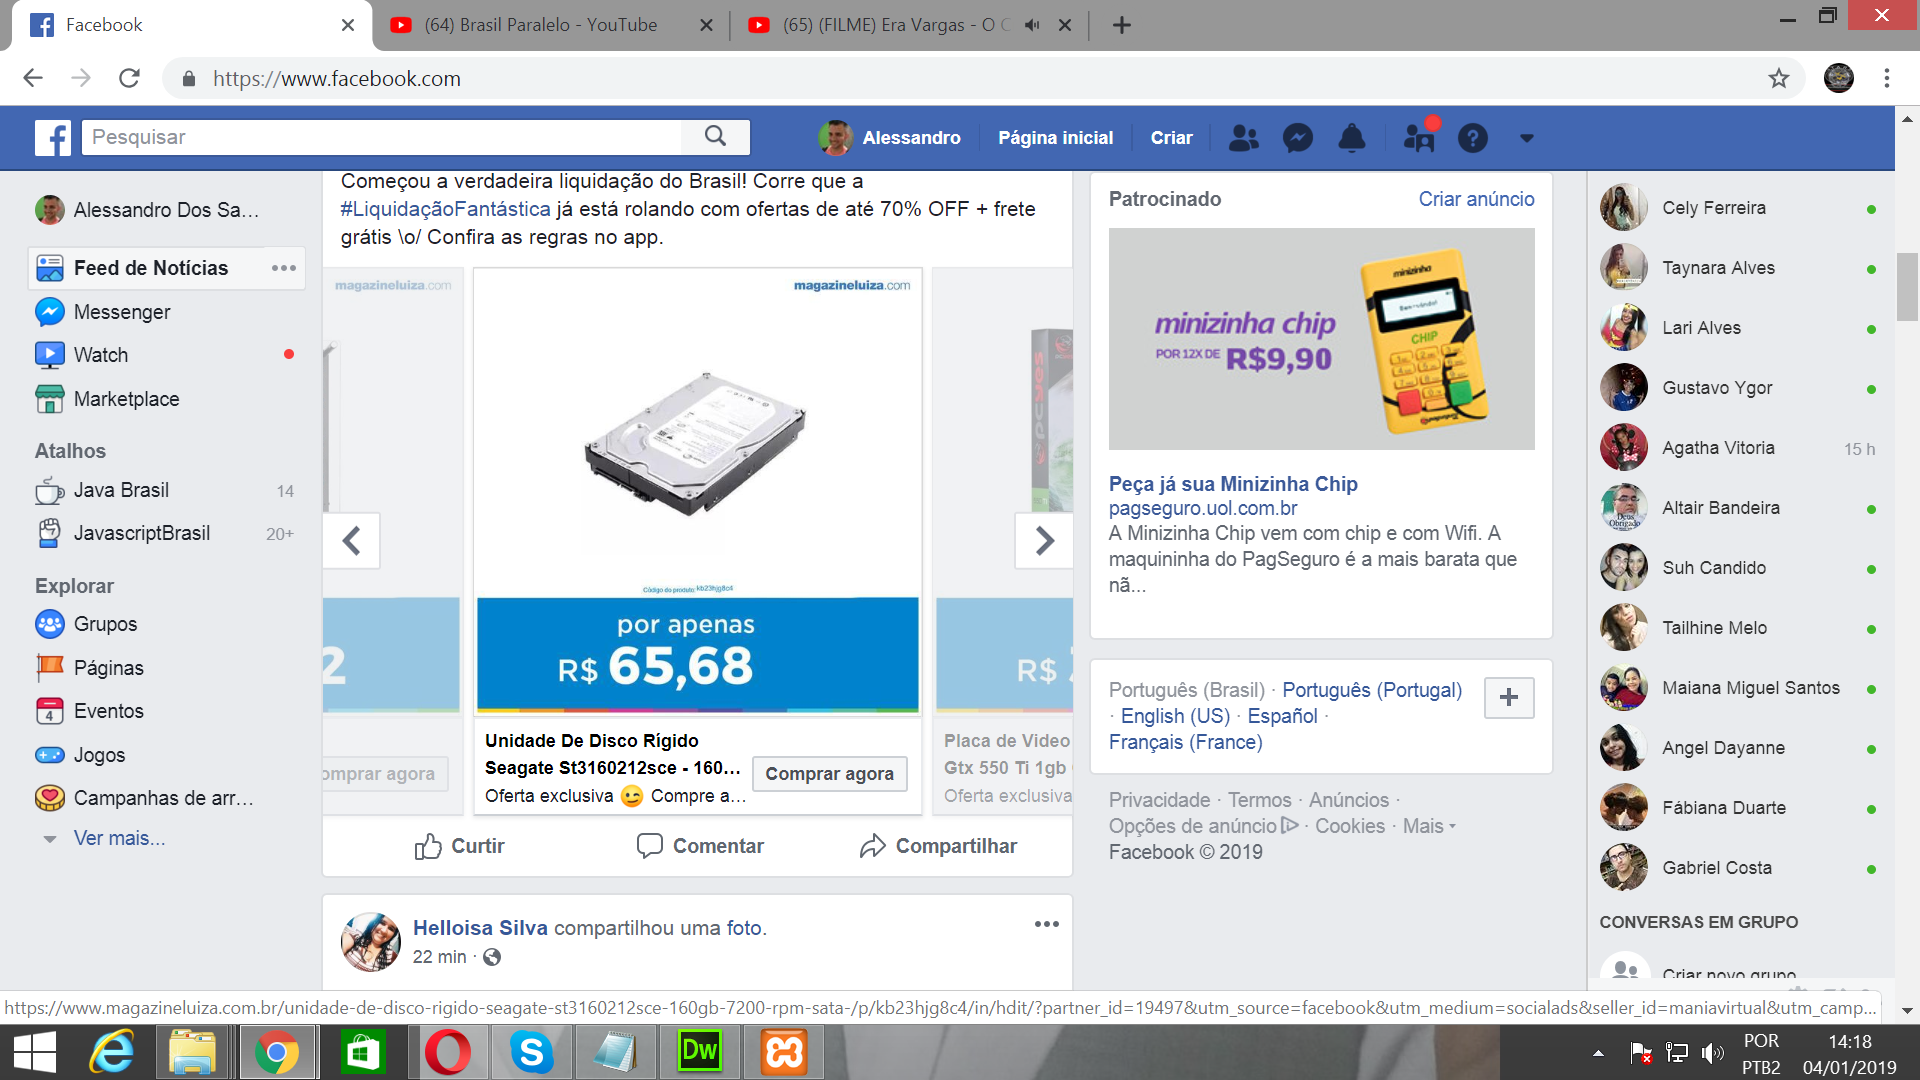 Facebook
(64) Brasil Paralelo - YouTube
(65) (FILME) Era Vargas - O C
https://www.facebook.com
Pesquisar
Alessandro
Página inicial
Criar
Alessandro Dos Sa...
Feed de Notícias
Messenger
Watch
Marketplace
Atalhos
Java Brasil 14
JavascriptBrasil 20+
Explorar
Grupos
Páginas
4
Eventos
Jogos
Campanhas de arr...
Ver mais...
Começou a verdadeira liquidação do Brasil! Corre que a
#LiquidaçãoFantástica já está rolando com ofertas de até 70% OFF + frete
grátis \o/ Confira as regras no app.
magazineluiza.com
magazineluiza.com
Código do produto: kb23hjg8c4
2
por apenas
R$ 65,68
R$
omprar agora
Unidade De Disco Rígido
Seagate St3160212sce - 160...
Oferta exclusiva 😉 Compre a...
Comprar agora
Placa de Video
Gtx 550 Ti 1gb
Oferta exclusiva
Curtir
Comentar
Compartilhar
Helloisa Silva compartilhou uma foto.
22 min ·
Patrocinado
Criar anúncio
minizinha chip
POR 12X DE R$9,90
minizinha
CHIP
Peça já sua Minizinha Chip
pagseguro.uol.com.br
A Minizinha Chip vem com chip e com Wifi. A
maquininha do PagSeguro é a mais barata que
nã...
Português (Brasil) · Português (Portugal)
· English (US) · Español ·
Français (France)
Privacidade · Termos · Anúncios ·
Opções de anúncio · Cookies · Mais
Facebook © 2019
Cely Ferreira
Taynara Alves
Lari Alves
Gustavo Ygor
Agatha Vitoria 15 h
Altair Bandeira
Suh Candido
Tailhine Melo
Maiana Miguel Santos
Angel Dayanne
Fábiana Duarte
Gabriel Costa
CONVERSAS EM GRUPO
Criar novo grupo
https://www.magazineluiza.com.br/unidade-de-disco-rigido-seagate-st3160212sce-160gb-7200-rpm-sata-/p/kb23hjg8c4/in/hdit/?partner_id=19497&utm_source=facebook&utm_medium=socialads&seller_id=maniavirtual&utm_camp...
Dw
POR
PTB2
14:18
04/01/2019